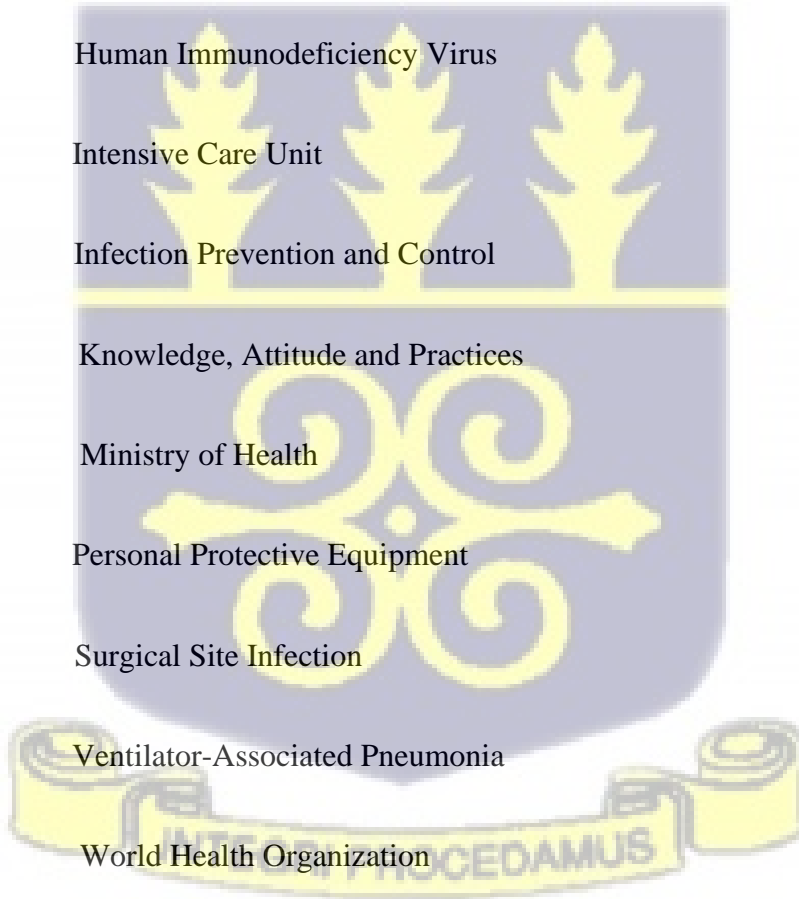 Human Immunodeficiency Virus
Intensive Care Unit
Infection Prevention and Control
Knowledge, Attitude and Practices
Ministry of Health
Personal Protective Equipment
Surgical Site Infection
Ventilator-Associated Pneumonia
World Health Organization
INTEGRI PROCEDAMUS